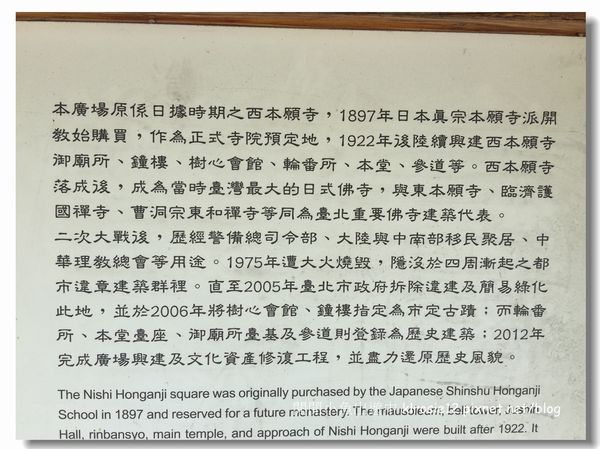 本廣場原係日據時期之西本願寺，1897年日本眞宗本願寺派開
教始購買，作為正式寺院預定地，1922年後陸續興建西本願寺
御廟所、鐘樓、樹心會館、輪番所、本堂、參道等。西本願寺
落成後，成為當時臺灣最大的日式佛寺，與東本願寺、臨濟護
國禪寺、曹洞宗東和禪寺等同為臺北重要佛寺建築代表。
二次大戰後，歷經警備總司令部、大陸與中南部移民聚居、中
華理教總會等用途。1975年遭大火燒毀，隱沒於四周漸起之都
市違章建築群裡。直至2005年臺北市政府拆除違建及簡易綠化
此地，並於2006年將樹心會館、鐘樓指定為市定古蹟；而輪番
所、本堂臺座、御廟所臺基及參道則登錄為歷史建築；2012年
完成廣場興建及文化資產修復工程，並盡力還原歷史風貌。
The Nishi Honganji square was originally purchased by the Japanese Shinshu Honganji
School in 1897 and reserved for a future monastery. The mausoleum, bell tower, Jushin
Hall, rinbansyo, main temple, and approach of Nishi Honganji were built after 1922. It